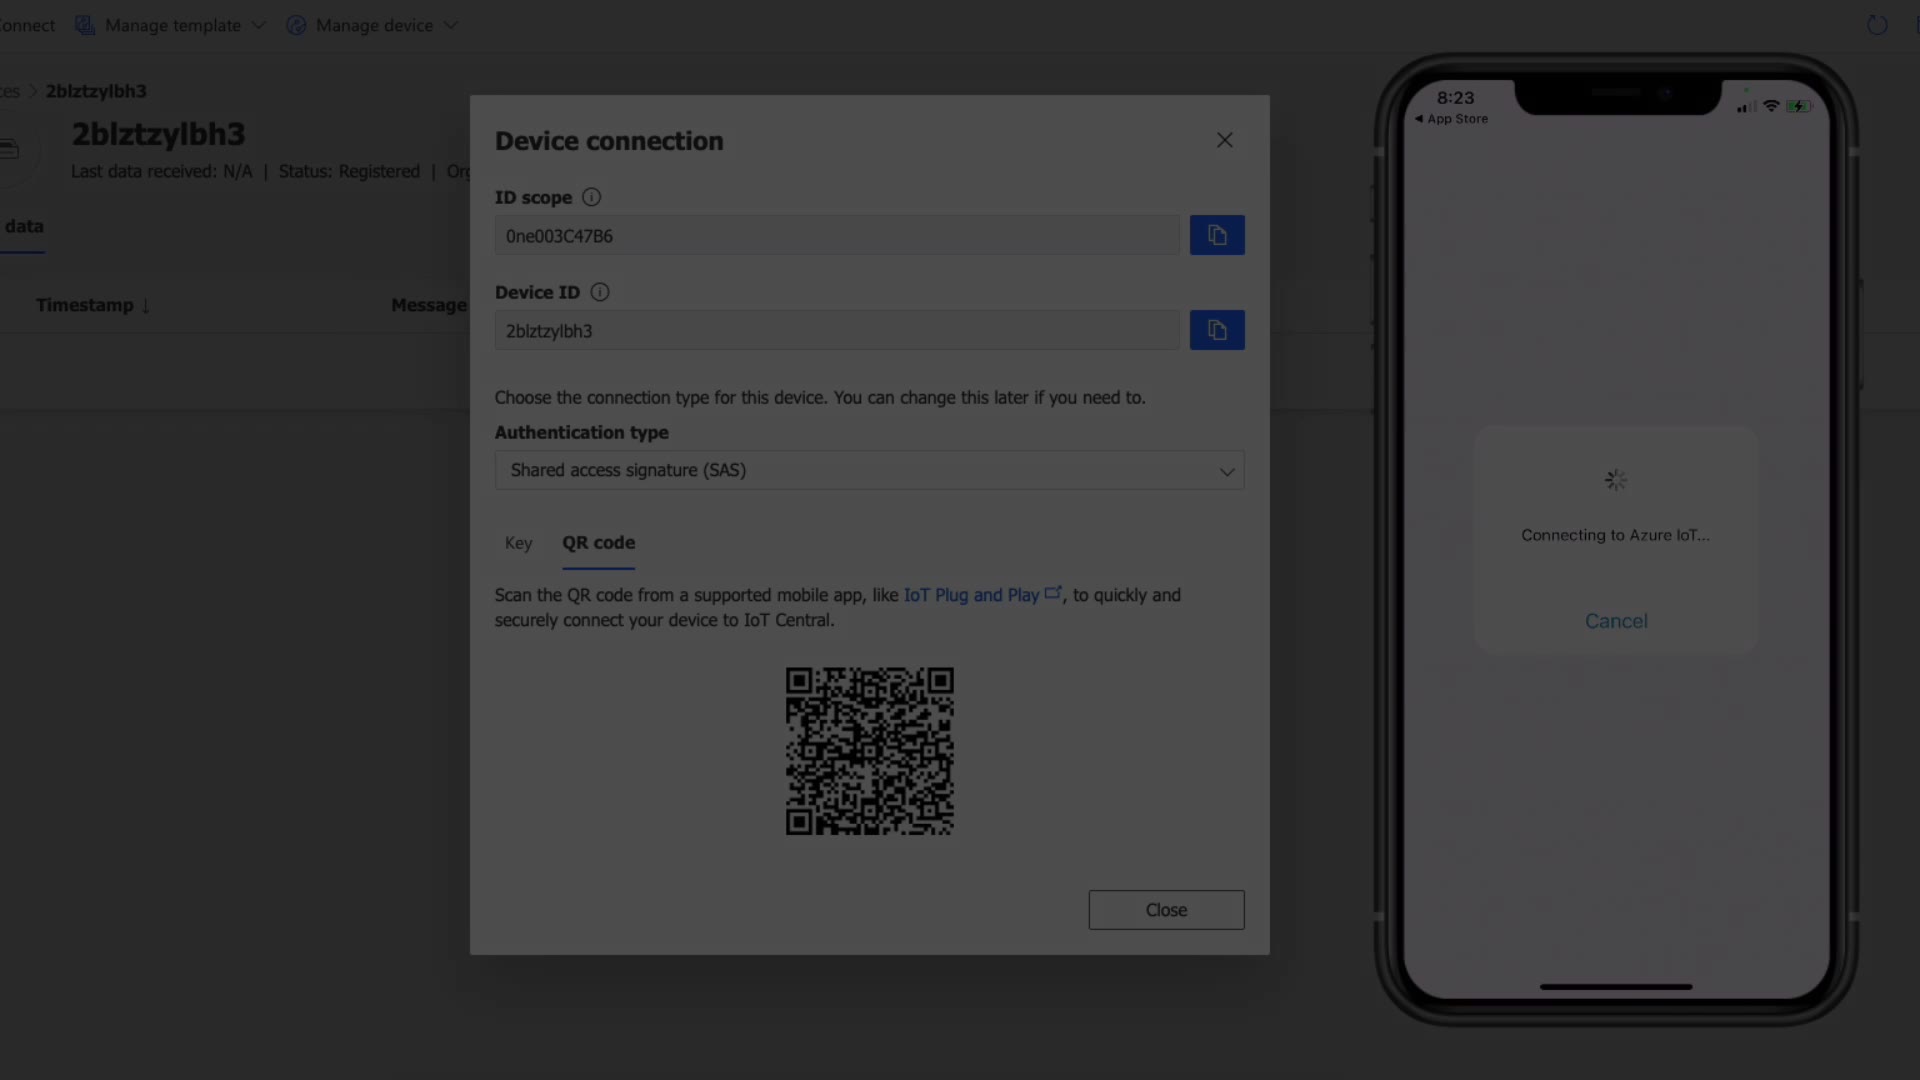 onnect Manage template Manage device
ces > 2blztzylbh3
2blztzylbh3
Last data received: N/A | Status: Registered | Org
data
Timestamp ↓ Message
Device connection
ID scope
0ne003C47B6
Device ID
2blztzylbh3
Choose the connection type for this device. You can change this later if you need to.
Authentication type
Shared access signature (SAS)
Key QR code
Scan the QR code from a supported mobile app, like IoT Plug and Play, to quickly and
securely connect your device to IoT Central.
Close
8:23
◀ App Store
Connecting to Azure IoT...
Cancel